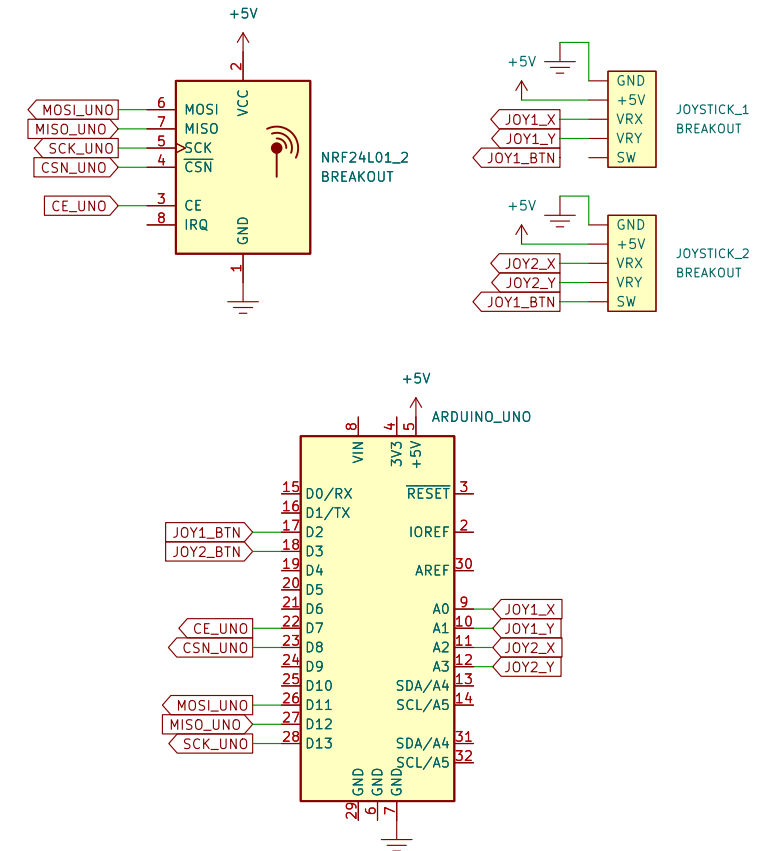 +5V
2
VCC
MOSI_UNO 6 MOSI
MISO_UNO 7 MISO
SCK_UNO 5 SCK
CSN_UNO 4 CSN
CE_UNO 3 CE
8 IRQ
GND
1
NRF24L01_2
BREAKOUT
+5V
GND
+5V
JOY1_X VRX
JOY1_Y VRY
JOY1_BTN SW
JOYSTICK_1
BREAKOUT
+5V
GND
+5V
JOY2_X VRX
JOY2_Y VRY
JOY1_BTN SW
JOYSTICK_2
BREAKOUT
+5V
ARDUINO_UNO
8 4 5
VIN 3V3 +5V
15 D0/RX
16 D1/TX
JOY1_BTN 17 D2
JOY2_BTN 18 D3
19 D4
20 D5
21 D6
CE_UNO 22 D7
CSN_UNO 23 D8
24 D9
25 D10
MOSI_UNO 26 D11
MISO_UNO 27 D12
SCK_UNO 28 D13
RESET 3
IOREF 2
AREF 30
A0 9 JOY1_X
A1 10 JOY1_Y
A2 11 JOY2_X
A3 12 JOY2_Y
SDA/A4 13
SCL/A5 14
SDA/A4 31
SCL/A5 32
GND GND GND
29 6 7